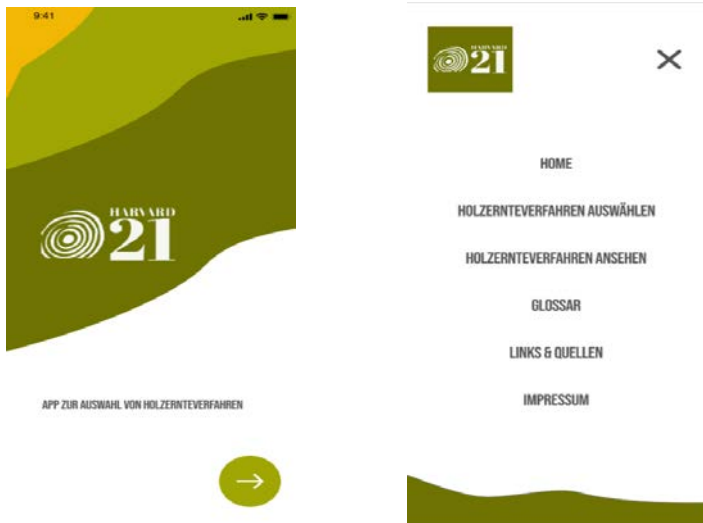 9:41
HARVARD
21
APP ZUR AUSWAHL VON HOLZERNTEVERFAHREN
HARVARD
21
HOME
HOLZERNTEVERFAHREN AUSWÄHLEN
HOLZERNTEVERFAHREN ANSEHEN
GLOSSAR
LINKS & QUELLEN
IMPRESSUM